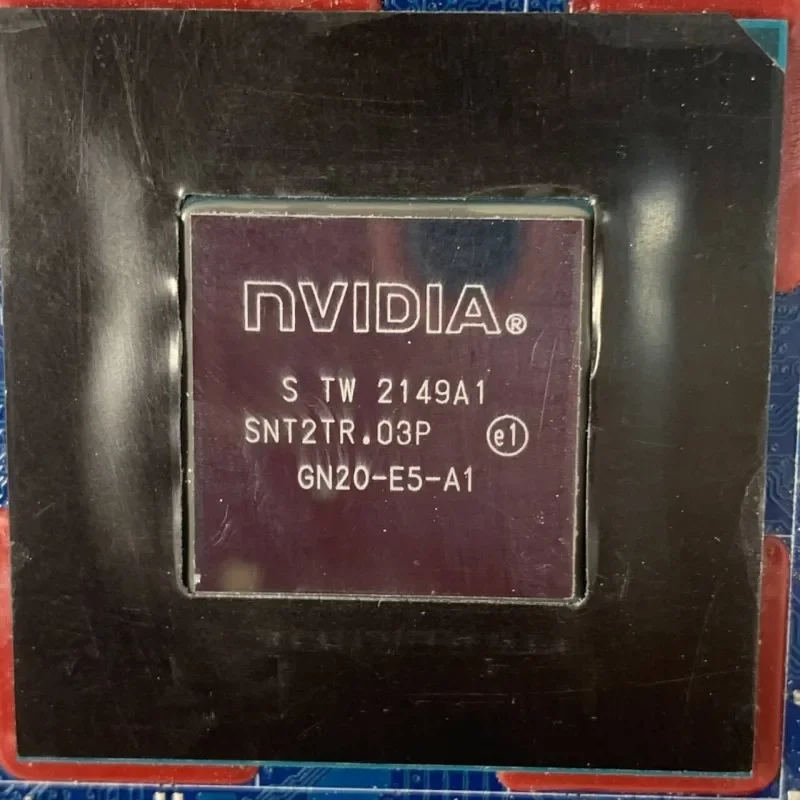 nVIDIA®
S TW 2149A1
SNT2TR.03P e1
GN20-E5-A1